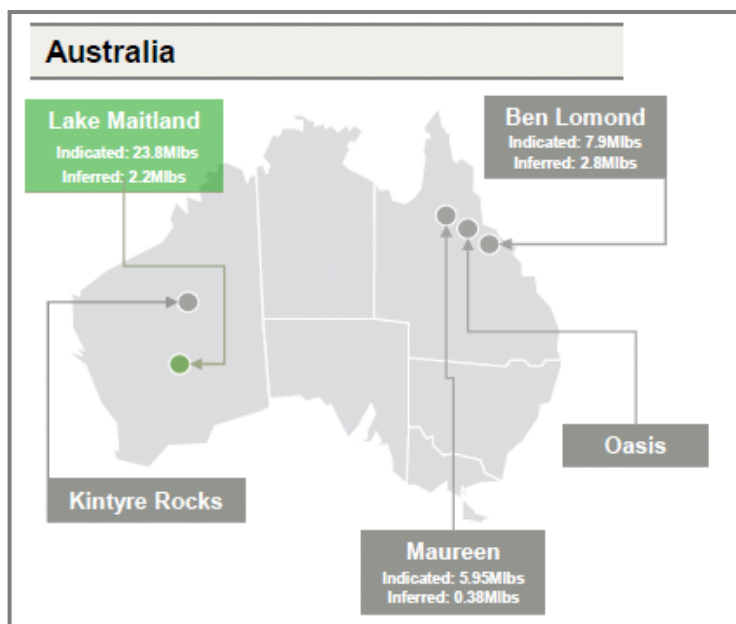 Australia
Lake Maitland
Indicated: 23.8Mlbs
Inferred: 2.2Mlbs
Ben Lomond
Indicated: 7.9Mlbs
Inferred: 2.8Mlbs
Oasis
Kintyre Rocks
Maureen
Indicated: 5.95Mlbs
Inferred: 0.38Mlbs